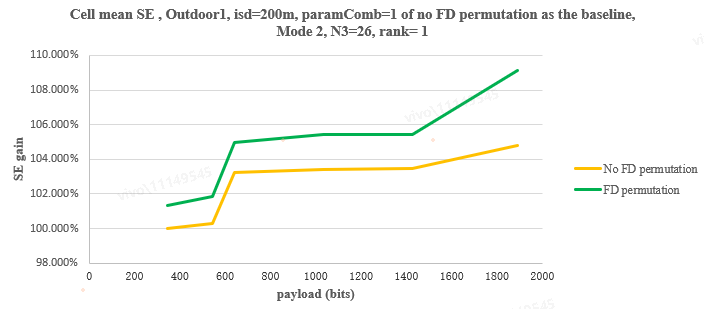 Cell mean SE , Outdoor1, isd=200m, paramComb=1 of no FD permutation as the baseline,
Mode 2, N3=26, rank= 1
110.000%
108.000%
106.000%
104.000%
102.000%
100.000%
98.000%
SE gain
0 200 400 600 800 1000 1200 1400 1600 1800 2000
payload (bits)
No FD permutation
FD permutation
vivo\11149545